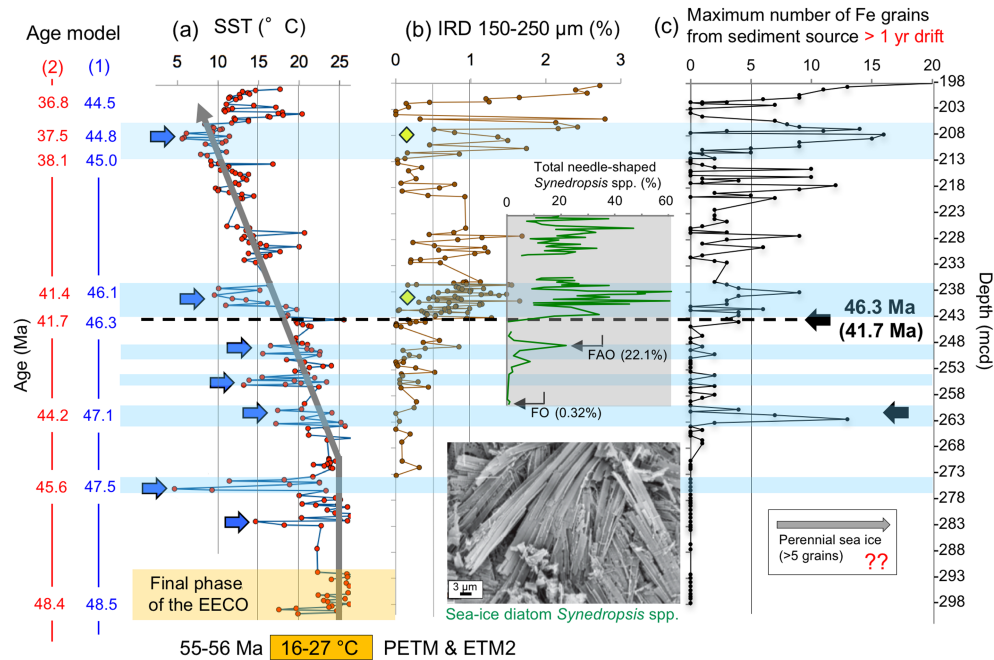 Age model
(2) (1)
(a) SST (° C)
5 10 15 20 25
(b) IRD 150-250 µm (%)
0 1 2 3
(c) Maximum number of Fe grains
from sediment source > 1 yr drift
0 5 10 15 20
36.8 44.5
37.5 44.8
38.1 45.0
41.4 46.1
41.7 46.3
44.2 47.1
45.6 47.5
48.4 48.5
Age (Ma)
Total needle-shaped
Synedropsis spp. (%)
0 20 40 60
FAO (22.1%)
FO (0.32%)
3 µm
Sea-ice diatom Synedropsis spp.
46.3 Ma
(41.7 Ma)
198
203
208
213
218
223
228
233
238
243
248
253
258
263
268
273
278
283
288
293
298
Depth (mcd)
Perennial sea ice
(>5 grains)
??
Final phase
of the EECO
55-56 Ma 16-27 °C PETM & ETM2